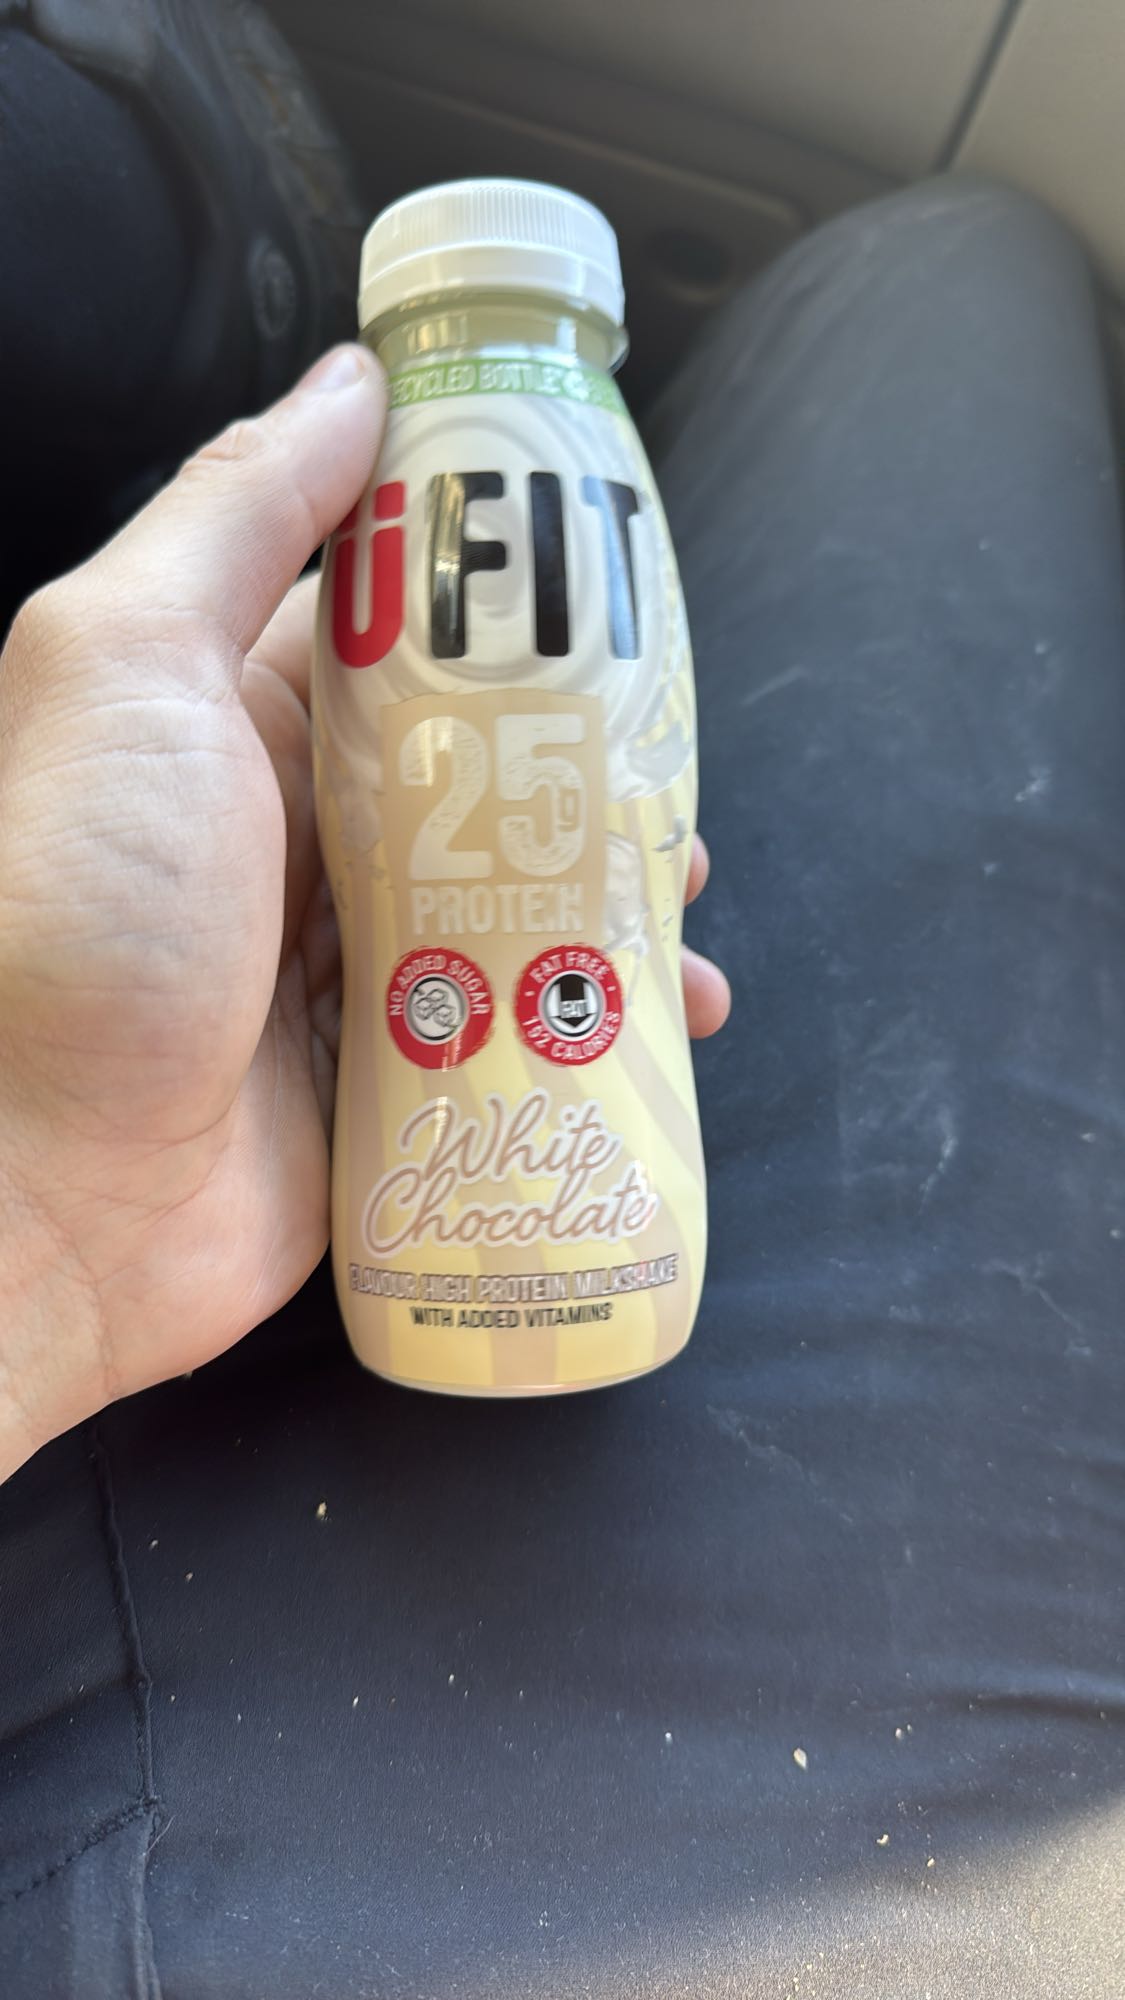 RECYCLED BOTTLE
ÜFIT
25g
PROTEIN
NO ADDED SUGAR
FAT FREE
FAT
152 CALORIES
White
Chocolate
FLAVOUR HIGH PROTEIN MILKSHAKE
WITH ADDED VITAMINS